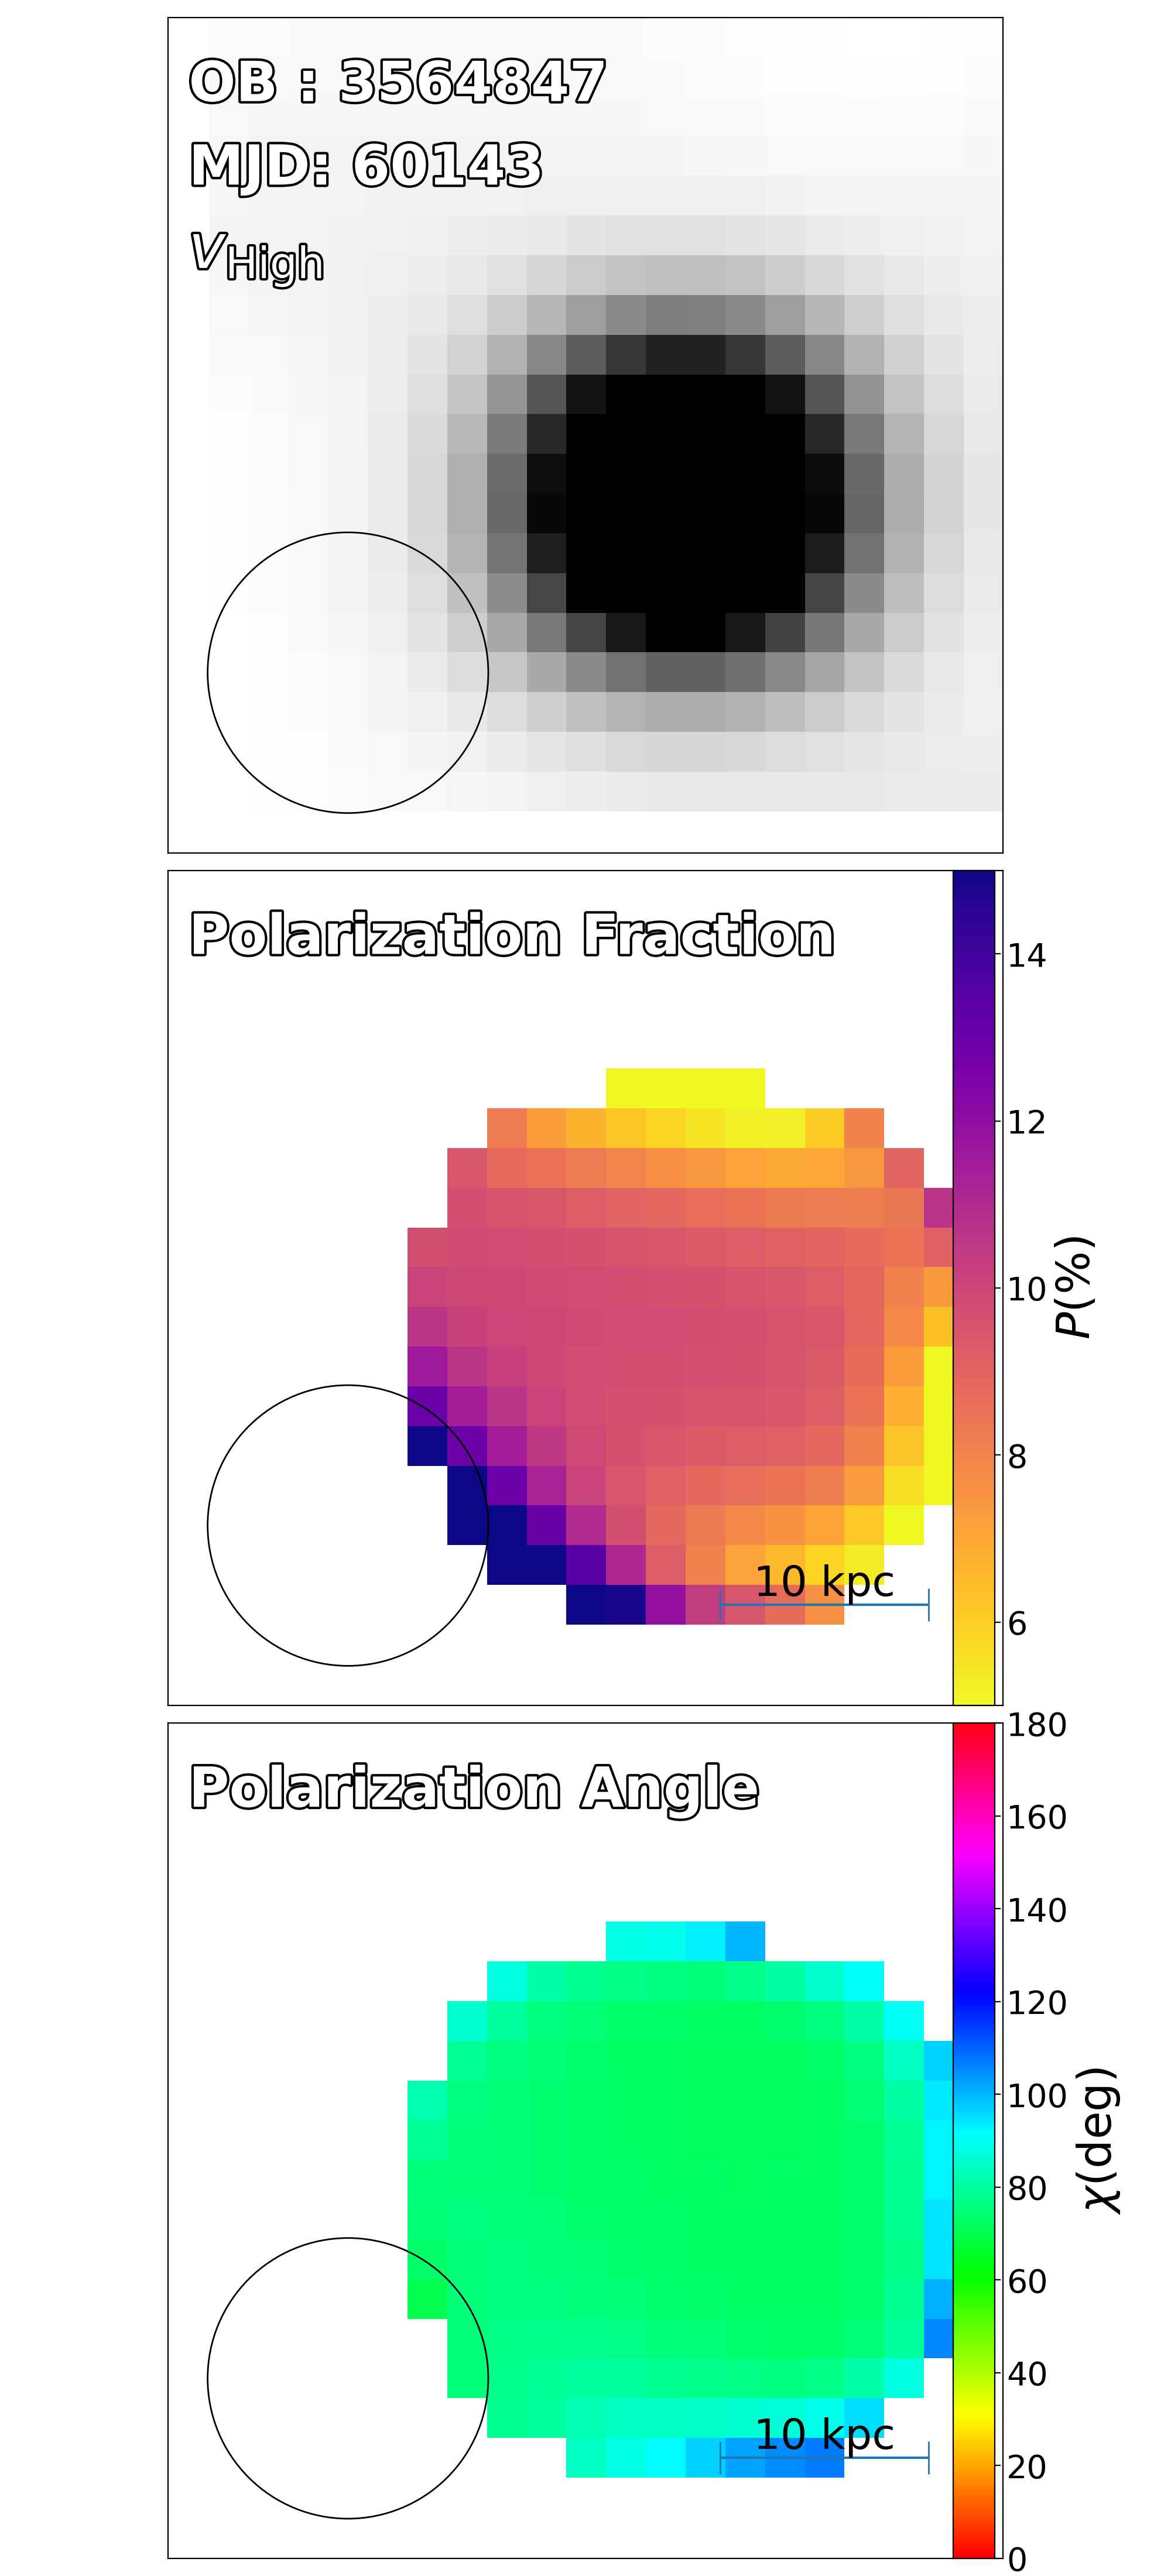 OB : 3564847
MJD: 60143
V_High
Polarization Fraction
14
12
10
8
6
P(%)
10 kpc
Polarization Angle
180
160
140
120
100
80
60
40
20
0
χ(deg)
10 kpc